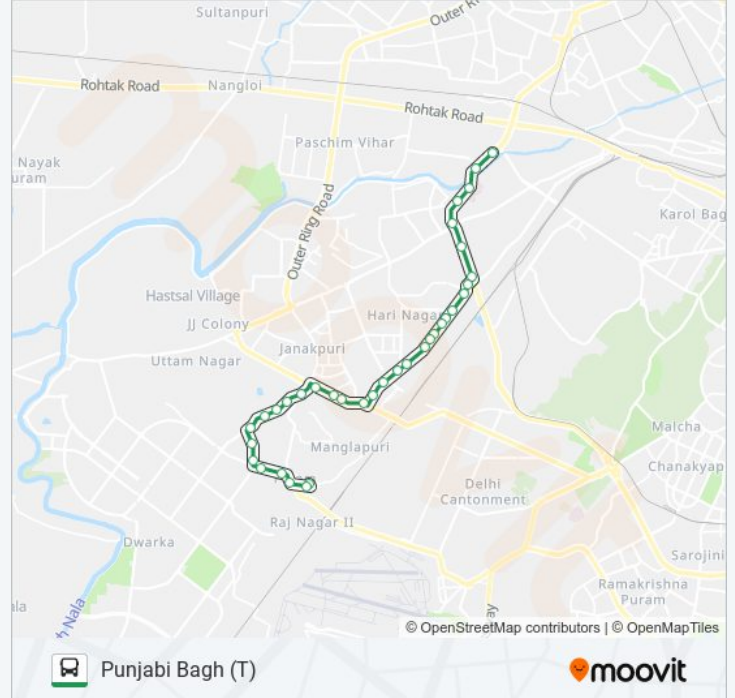 Sultanpuri
Outer Ri
Rohtak Road
Nangloi
Rohtak Road
Paschim Vihar
Nayak
uram
Karol Bag
Outer Ring Road
Hastsal Village
Hari Nagar
JJ Colony
Janakpuri
Uttam Nagar
Malcha
Manglapuri
Chanakyap
Delhi
Cantonment
Raj Nagar II
Dwarka
Sarojini
Ramakrishna
Puram
ala
h Nala
ay
© OpenStreetMap contributors | © OpenMapTiles
Punjabi Bagh (T)
moovit